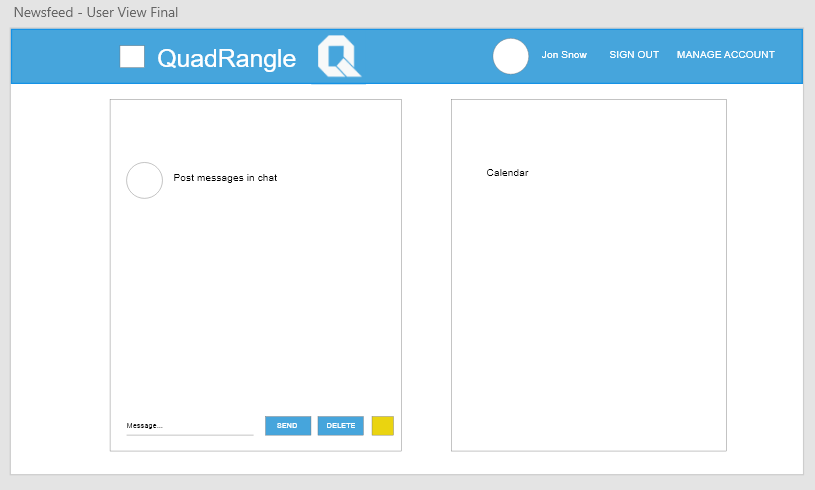 Newsfeed - User View Final
QuadRangle
Jon Snow
SIGN OUT
MANAGE ACCOUNT
Post messages in chat
Calendar
Message...
SEND
DELETE